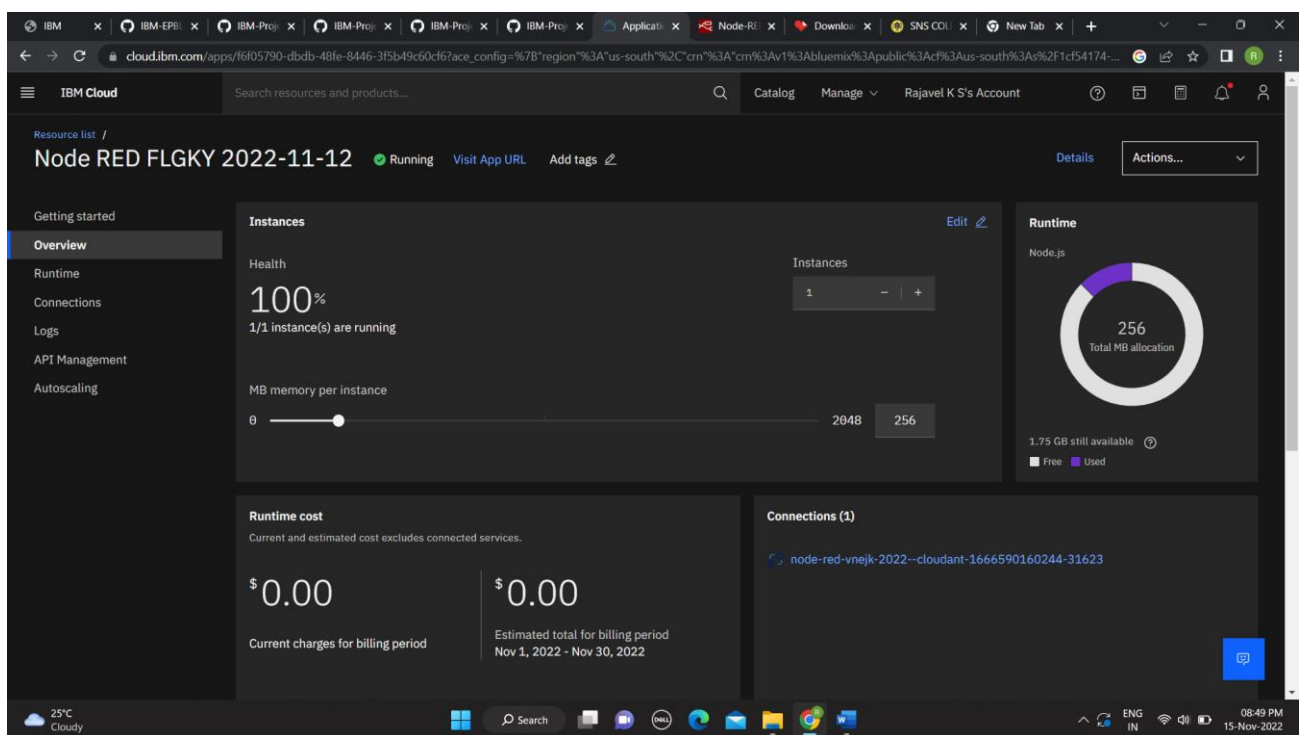 IBM
IBM-EPBL
IBM-Proj
IBM-Proj
IBM-Proj
IBM-Proj
Applicati
Node-RE
Downloa
SNS COLL
New Tab
cloud.ibm.com/apps/f6f05790-dbdb-48fe-8446-3f5b49c60cf6?ace_config=%7B"region"%3A"us-south"%2C"crn"%3A"crn%3Av1%3Abluemix%3Apublic%3Acf%3Aus-south%3As%2F1cf54174-...
R
IBM Cloud
Search resources and products...
Catalog
Manage
Rajavel K S's Account
Resource list /
Node RED FLGKY 2022-11-12
Running
Visit App URL
Add tags
Details
Actions...
Getting started
Overview
Runtime
Connections
Logs
API Management
Autoscaling
Instances
Edit
Health
100%
1/1 instance(s) are running
Instances
1 - | +
MB memory per instance
0
2048
256
Runtime
Node.js
256
Total MB allocation
1.75 GB still available
Free Used
Runtime cost
Current and estimated cost excludes connected services.
$0.00
Current charges for billing period
$0.00
Estimated total for billing period
Nov 1, 2022 - Nov 30, 2022
Connections (1)
node-red-vnejk-2022--cloudant-1666590160244-31623
25°C
Cloudy
Search
DELL
ENG
IN
08:49 PM
15-Nov-2022